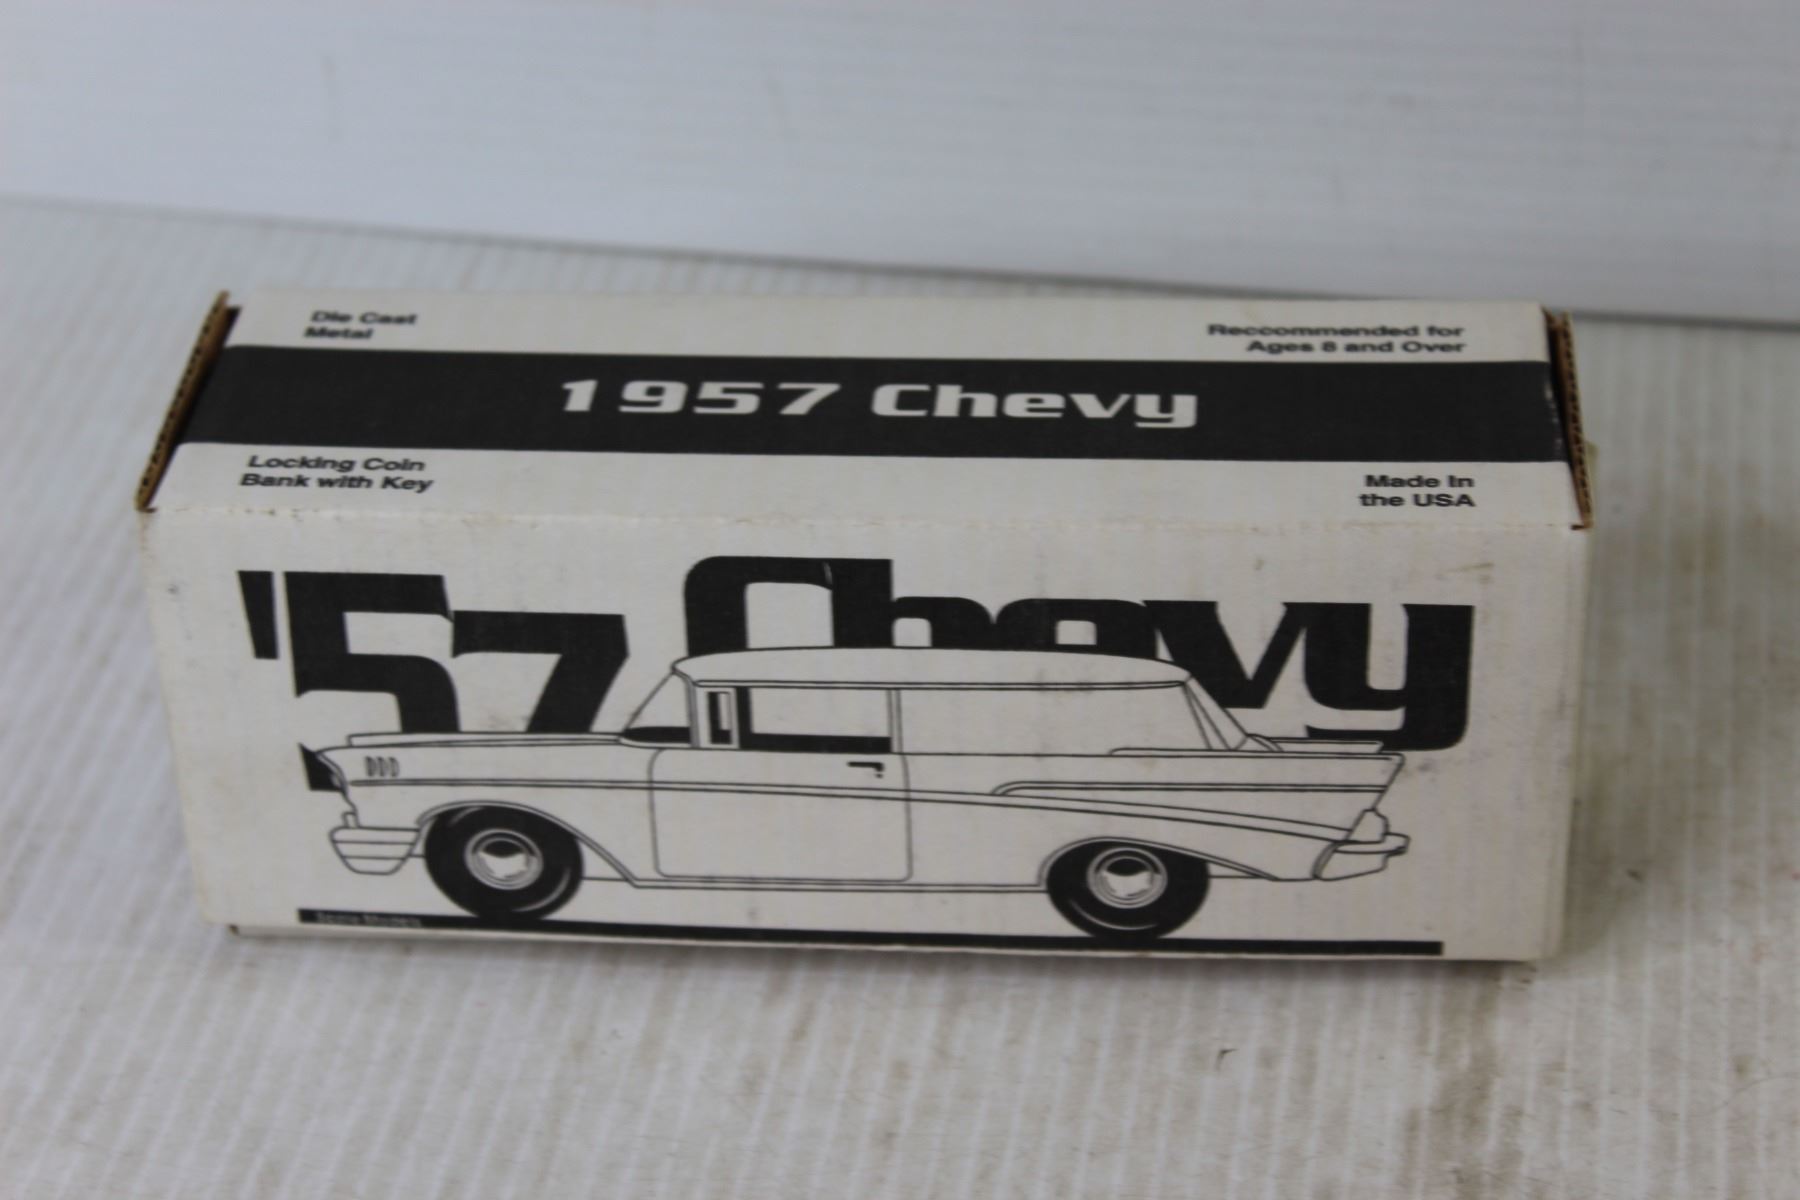 Die Cast
Metal
Reccommended for
Ages 8 and Over
1957 Chevy
Locking Coin
Bank with Key
Made In
the USA
'57 Chevy